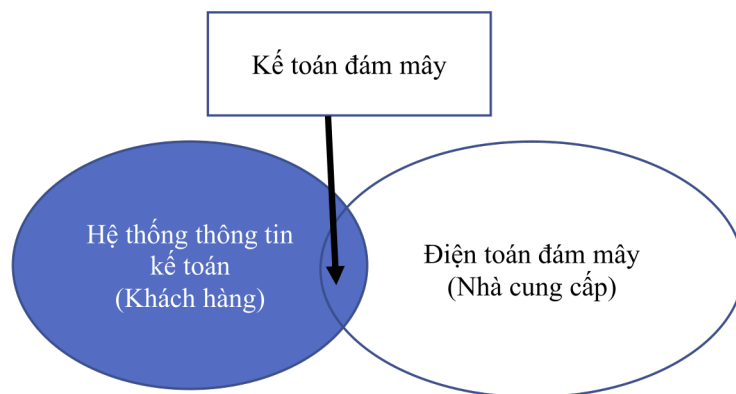 Kế toán đám mây
Hệ thống thông tin
kế toán
(Khách hàng)
Điện toán đám mây
(Nhà cung cấp)